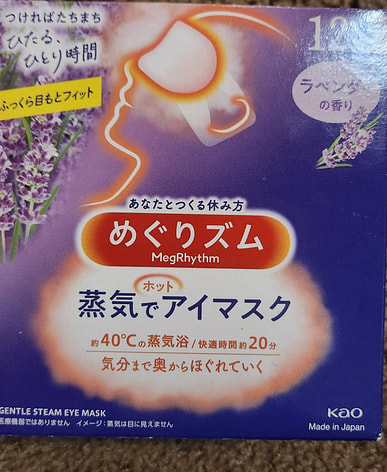 つければたちまち
ひたる、
ひとり時間
ふっくら目もとフィット
12
ラベンダー
の香り
あなたとつくる休み方
めぐりズム
MegRhythm
ホット
蒸気でアイマスク
約40℃の蒸気浴/快適時間 約20分
気分まで奥からほぐれていく
GENTLE STEAM EYE MASK
医療機器ではありません イメージ:蒸気は目に見えません
Kao
Made in Japan